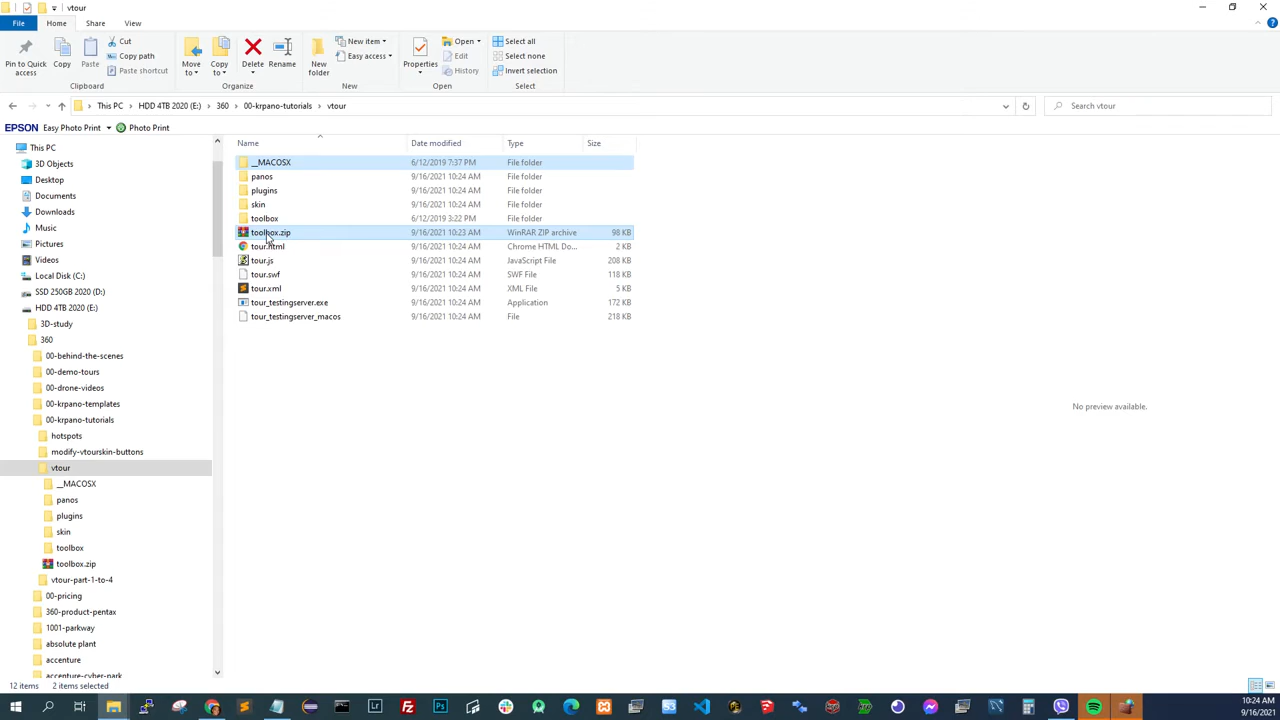 vtour
File Home Share View
Pin to Quick access
Copy
Paste
Cut
Copy path
Paste shortcut
Clipboard
Move to
Copy to
Delete
Rename
Organize
New folder
New item
Easy access
New
Properties
Open
Edit
History
Open
Select all
Select none
Invert selection
Select
This PC HDD 4TB 2020 (E:) 360 00-krpano-tutorials vtour
Search vtour
EPSON Easy Photo Print Photo Print
This PC
3D Objects
Desktop
Documents
Downloads
Music
Pictures
Videos
Local Disk (C:)
SSD 250GB 2020 (D:)
HDD 4TB 2020 (E:)
3D-study
360
00-behind-the-scenes
00-demo-tours
00-drone-videos
00-krpano-templates
00-krpano-tutorials
hotspots
modify-vtourskin-buttons
vtour
__MACOSX
panos
plugins
skin
toolbox
toolbox.zip
vtour-part-1-to-4
00-pricing
360-product-pentax
1001-parkway
absolute plant
accenture
accenture-cyber-park
Name Date modified Type Size
__MACOSX 6/12/2019 7:37 PM File folder
panos 9/16/2021 10:24 AM File folder
plugins 9/16/2021 10:24 AM File folder
skin 9/16/2021 10:24 AM File folder
toolbox 6/12/2019 3:22 PM File folder
toolbox.zip 9/16/2021 10:23 AM WinRAR ZIP archive 98 KB
tour.html 9/16/2021 10:24 AM Chrome HTML Do... 2 KB
tour.js 9/16/2021 10:24 AM JavaScript File 208 KB
tour.swf 9/16/2021 10:24 AM SWF File 118 KB
tour.xml 9/16/2021 10:24 AM XML File 5 KB
tour_testingserver.exe 9/16/2021 10:24 AM Application 172 KB
tour_testingserver_macos 9/16/2021 10:24 AM File 218 KB
No preview available.
12 items 2 items selected
10:24 AM
9/16/2021